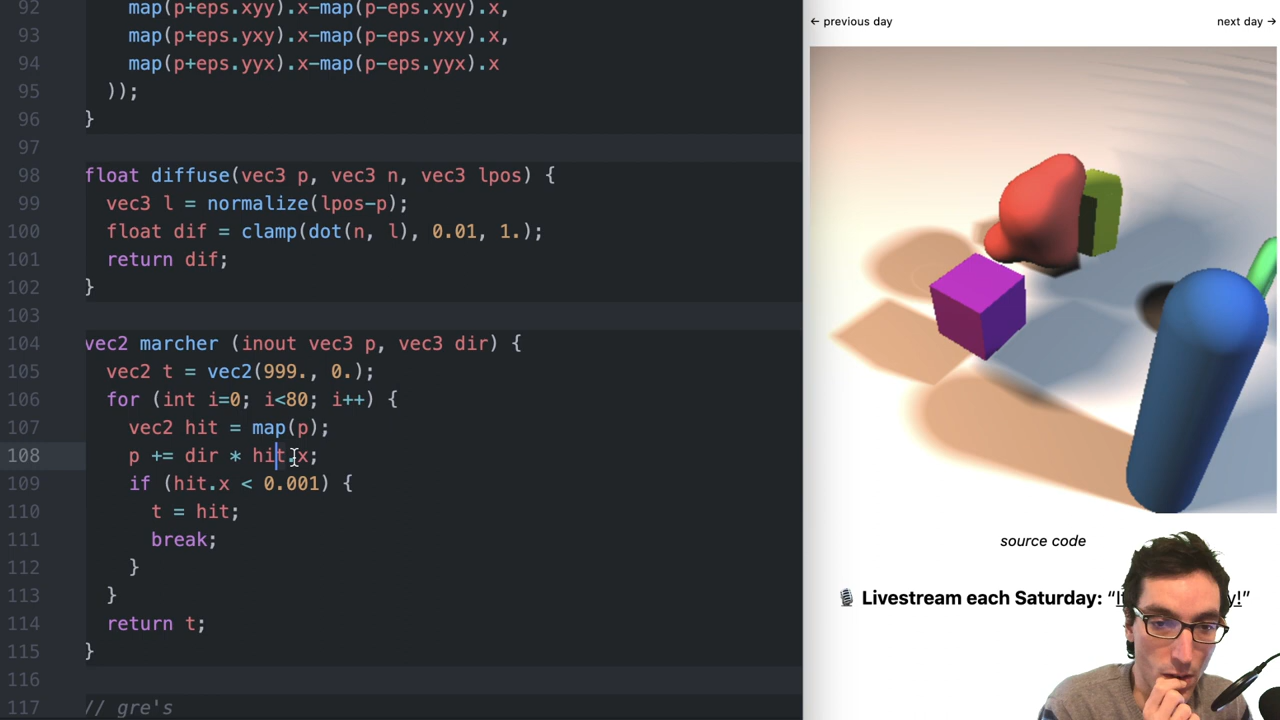 92 map(p+eps.xyy).x-map(p-eps.xyy).x,
93 map(p+eps.yxy).x-map(p-eps.yxy).x,
94 map(p+eps.yyx).x-map(p-eps.yyx).x
95 ));
96 }
97
98 float diffuse(vec3 p, vec3 n, vec3 lpos) {
99 vec3 l = normalize(lpos-p);
100 float dif = clamp(dot(n, l), 0.01, 1.);
101 return dif;
102 }
103
104 vec2 marcher (inout vec3 p, vec3 dir) {
105 vec2 t = vec2(999., 0.);
106 for (int i=0; i<80; i++) {
107 vec2 hit = map(p);
108 p += dir * hit.x;
109 if (hit.x < 0.001) {
110 t = hit;
111 break;
112 }
113 }
114 return t;
115 }
116
117 // gre's
← previous day next day →
source code
🎙 Livestream each Saturday: “